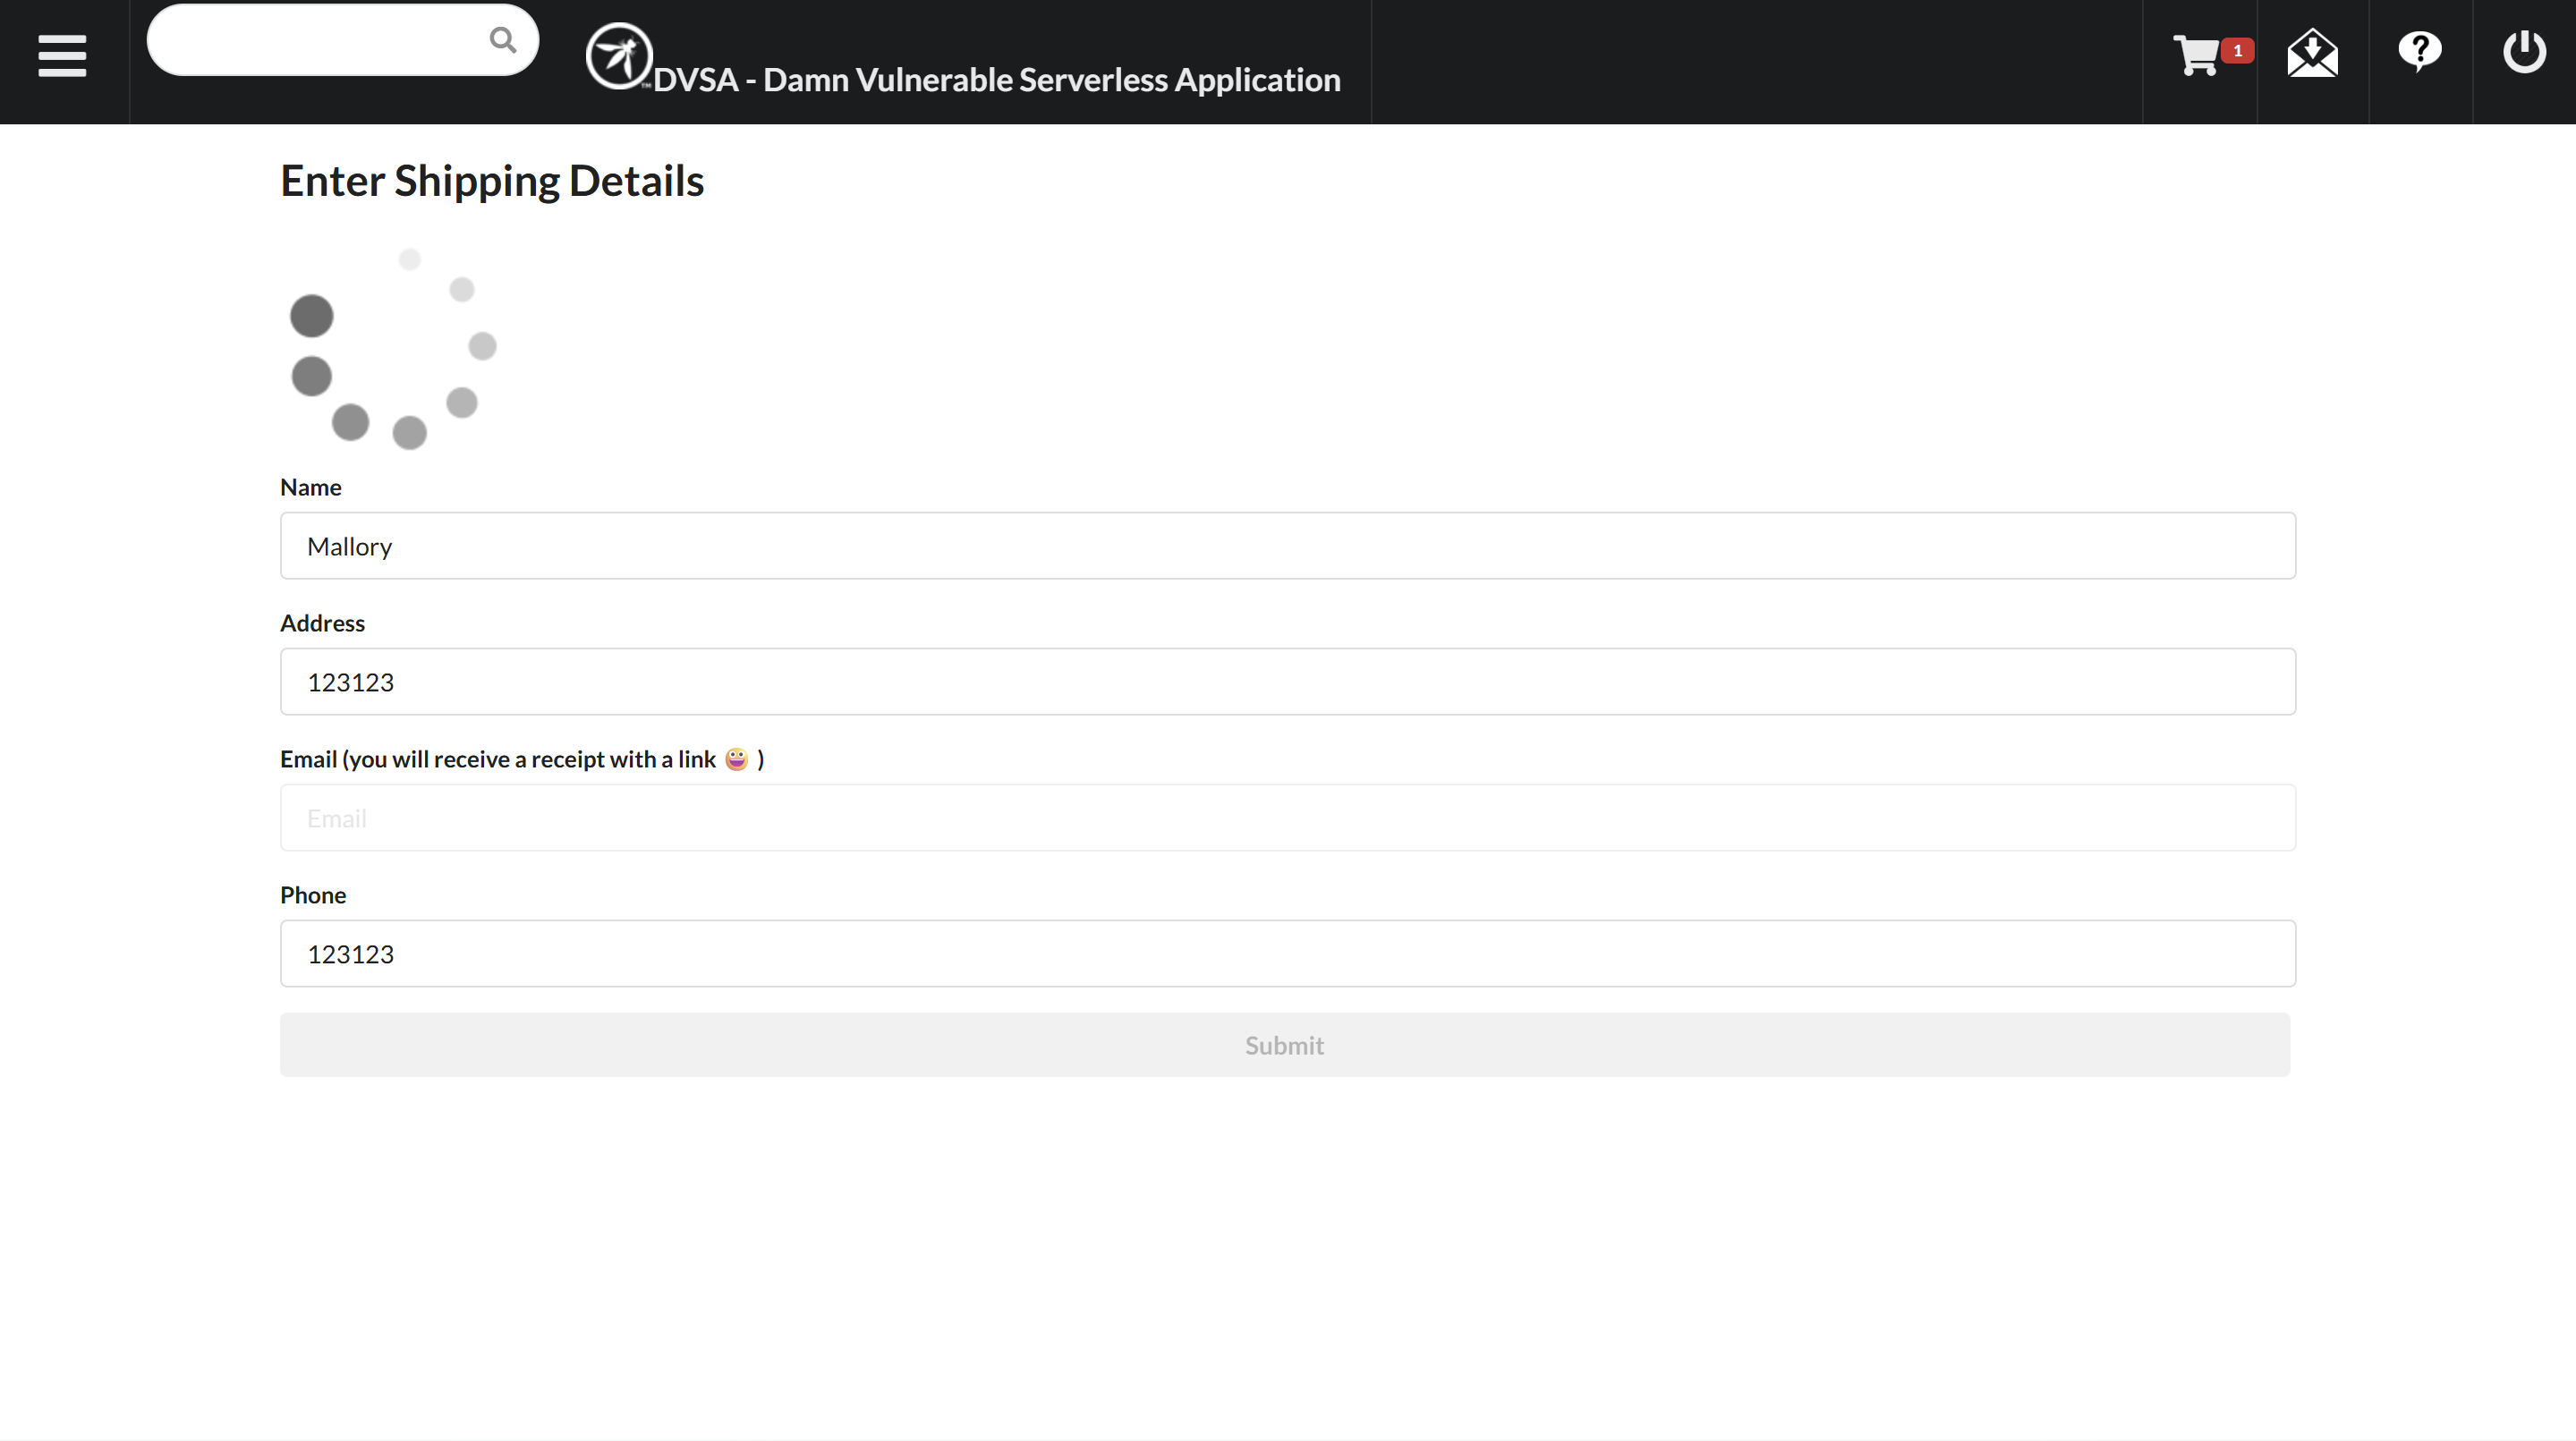 DVSA - Damn Vulnerable Serverless Application
1
Enter Shipping Details
Name
Mallory
Address
123123
Email (you will receive a receipt with a link 😀 )
Email
Phone
123123
Submit